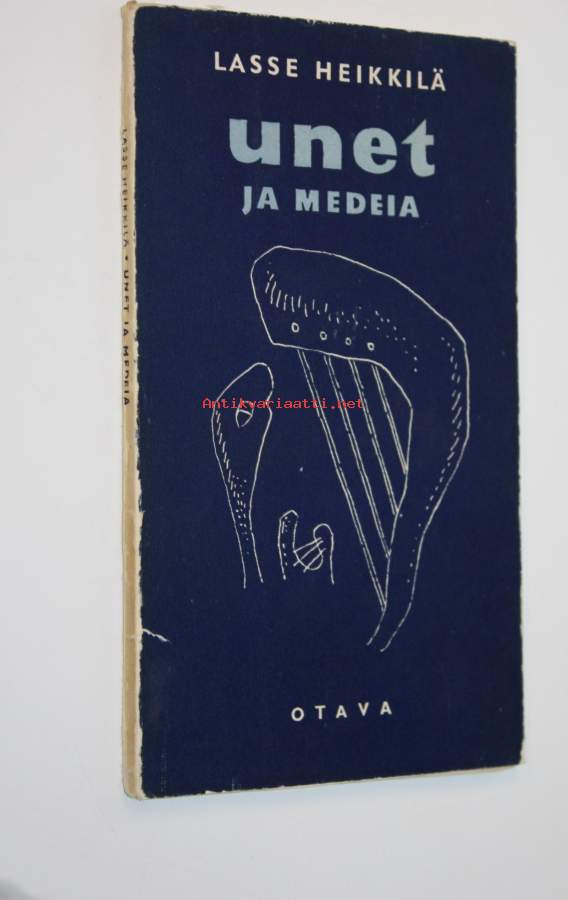 LASSE HEIKKILÄ
unet
JA MEDEIA
LASSE HEIKKILÄ • UNET JA MEDEIA
Antikvariaatti.net
OTAVA